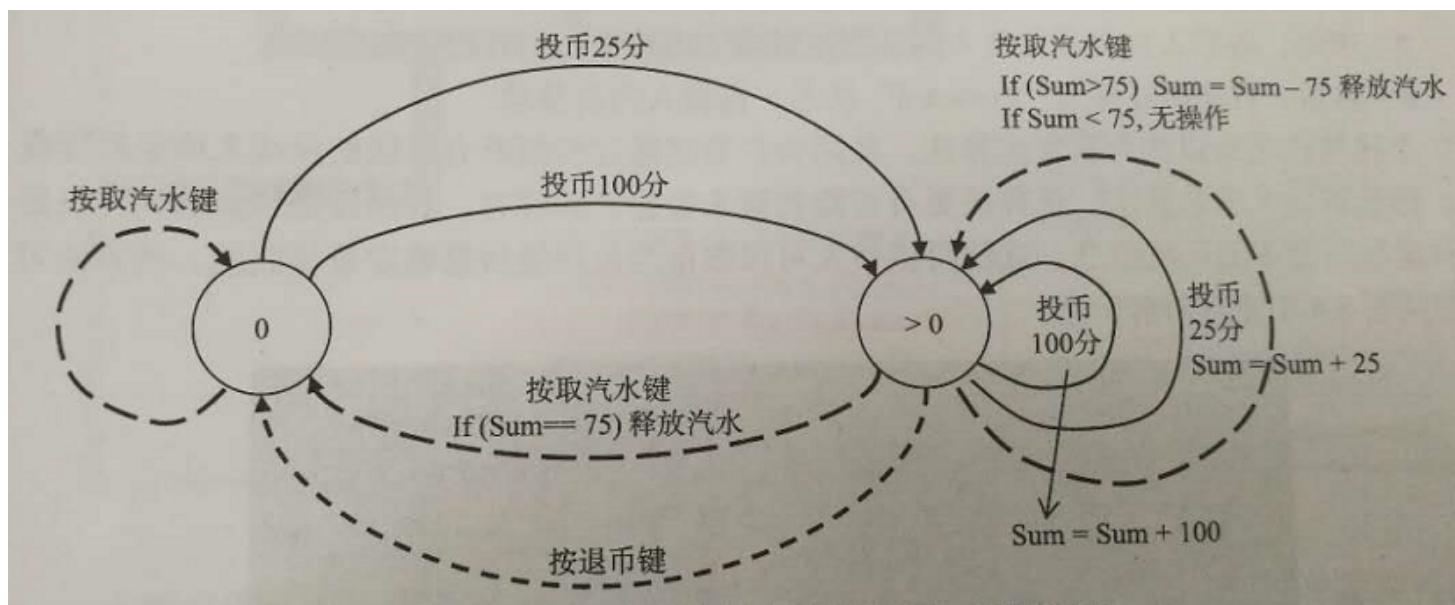 投币25分
按取汽水键
If (Sum>75) Sum = Sum – 75 释放汽水
If Sum < 75, 无操作
投币100分
按取汽水键
0
> 0
投币
100分
投币
25分
Sum = Sum + 25
按取汽水键
If (Sum== 75) 释放汽水
Sum = Sum + 100
按退币键